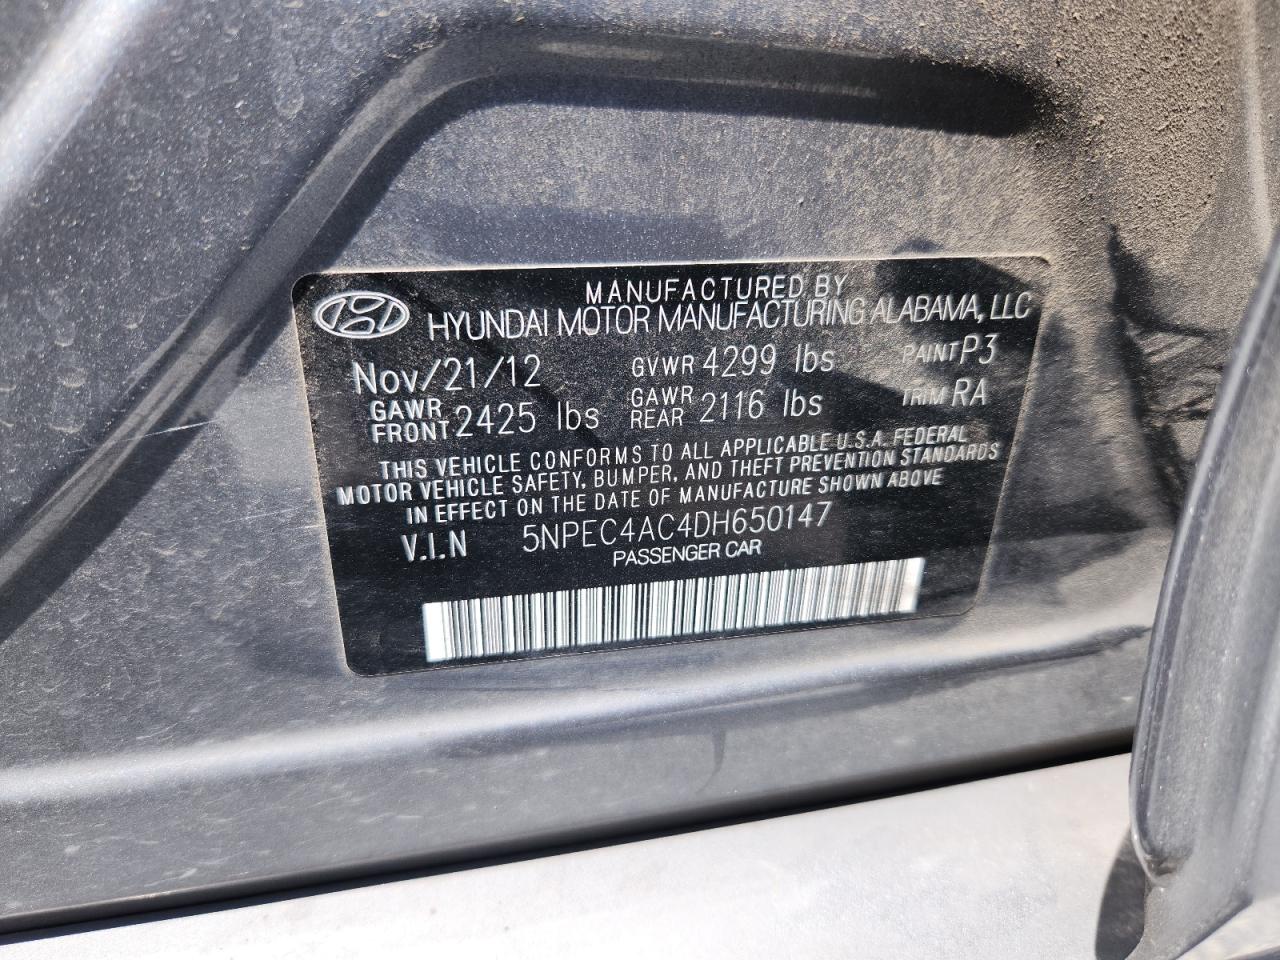 MANUFACTURED BY
HYUNDAI MOTOR MANUFACTURING ALABAMA, LLC
Nov/21/12 GVWR 4299 lbs PAINT P3
GAWR FRONT 2425 lbs GAWR REAR 2116 lbs TRIM RA
THIS VEHICLE CONFORMS TO ALL APPLICABLE U.S.A. FEDERAL
MOTOR VEHICLE SAFETY, BUMPER, AND THEFT PREVENTION STANDARDS
IN EFFECT ON THE DATE OF MANUFACTURE SHOWN ABOVE
V.I.N 5NPEC4AC4DH650147
PASSENGER CAR